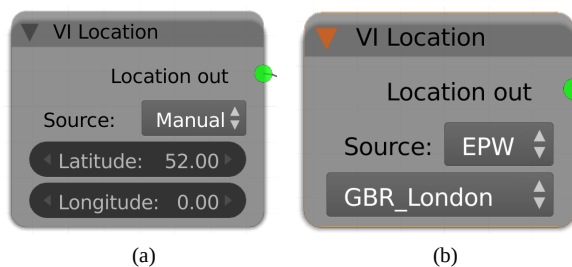 VI Location
Location out
Source: Manual
Latitude: 52.00
Longitude: 0.00
(a)
VI Location
Location out
Source: EPW
GBR_London
(b)